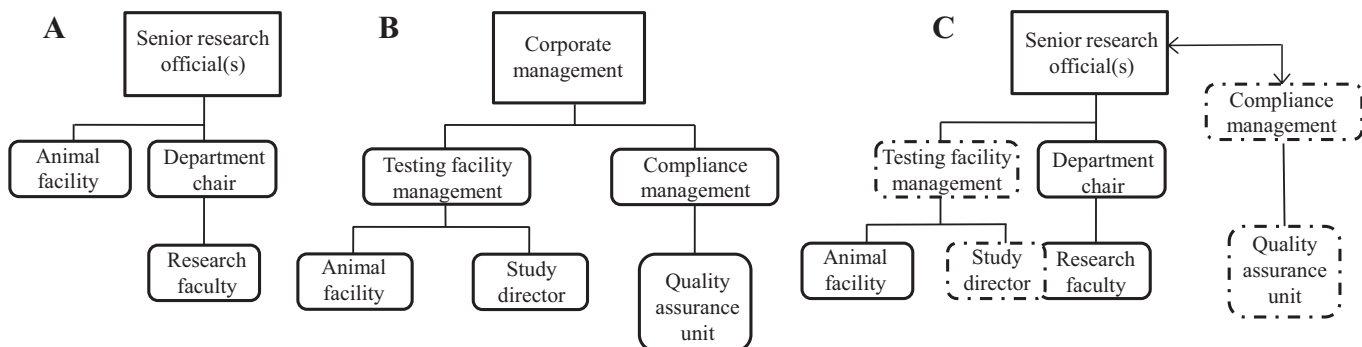 A
Senior research
official(s)
Animal
facility
Department
chair
Research
faculty
B
Corporate
management
Testing facility
management
Compliance
management
Animal
facility
Study
director
Quality
assurance
unit
C
Senior research
official(s)
Compliance
management
Testing facility
management
Department
chair
Animal
facility
Study
director
Research
faculty
Quality
assurance
unit